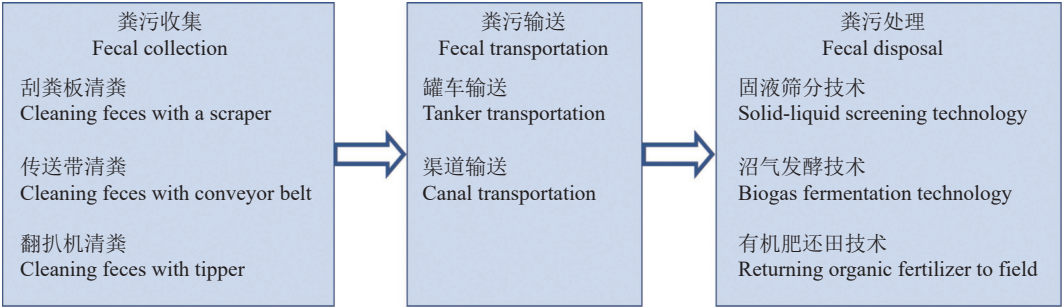 粪污收集
Fecal collection
刮粪板清粪
Cleaning feces with a scraper
传送带清粪
Cleaning feces with conveyor belt
翻扒机清粪
Cleaning feces with tipper
粪污输送
Fecal transportation
罐车输送
Tanker transportation
渠道输送
Canal transportation
粪污处理
Fecal disposal
固液筛分技术
Solid-liquid screening technology
沼气发酵技术
Biogas fermentation technology
有机肥还田技术
Returning organic fertilizer to field